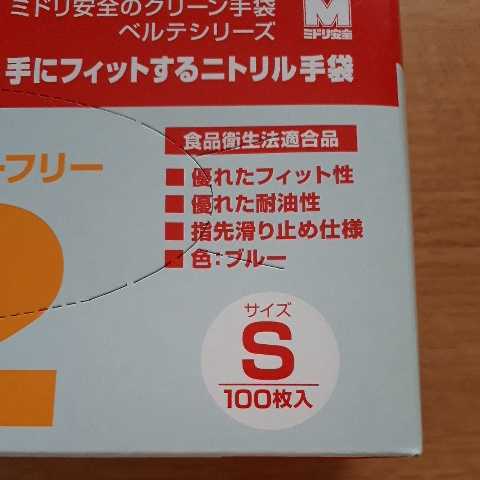 ミドリ安全のクリーン手袋
ベルテシリーズ
M
ミドリ安全
手にフィットするニトリル手袋
食品衛生法適合品
ーフリー
■ 優れたフィット性
■ 優れた耐油性
■ 指先滑り止め仕様
■ 色：ブルー
2
サイズ
S
100枚入